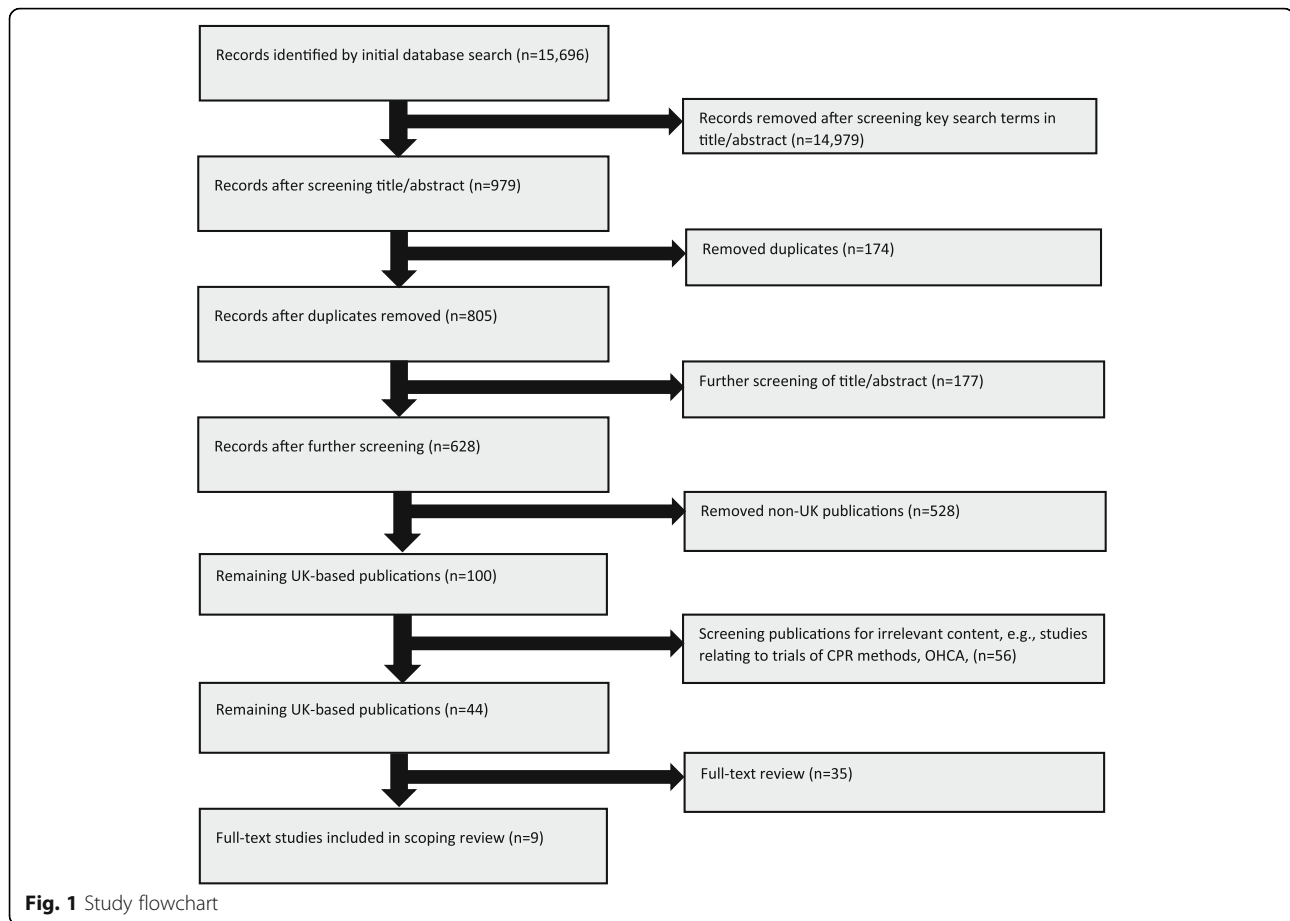 Records identified by initial database search (n=15,696)
Records removed after screening key search terms in
title/abstract (n=14,979)
Records after screening title/abstract (n=979)
Removed duplicates (n=174)
Records after duplicates removed (n=805)
Further screening of title/abstract (n=177)
Records after further screening (n=628)
Removed non-UK publications (n=528)
Remaining UK-based publications (n=100)
Screening publications for irrelevant content, e.g., studies
relating to trials of CPR methods, OHCA, (n=56)
Remaining UK-based publications (n=44)
Full-text review (n=35)
Full-text studies included in scoping review (n=9)
Fig. 1 Study flowchart